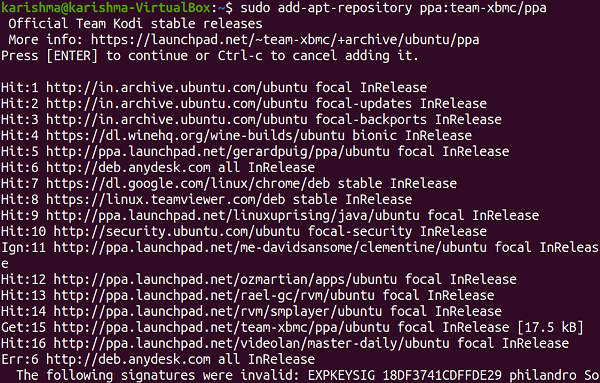 karishma@karishma-VirtualBox:~$ sudo add-apt-repository ppa:team-xbmc/ppa
 Official Team Kodi stable releases
 More info: https://launchpad.net/~team-xbmc/+archive/ubuntu/ppa
Press [ENTER] to continue or Ctrl-c to cancel adding it.

Hit:1 http://in.archive.ubuntu.com/ubuntu focal InRelease
Hit:2 http://in.archive.ubuntu.com/ubuntu focal-updates InRelease
Hit:3 http://in.archive.ubuntu.com/ubuntu focal-backports InRelease
Hit:4 https://dl.winehq.org/wine-builds/ubuntu bionic InRelease
Hit:5 http://ppa.launchpad.net/gerardpuig/ppa/ubuntu focal InRelease
Hit:6 http://deb.anydesk.com all InRelease
Hit:7 https://dl.google.com/linux/chrome/deb stable InRelease
Hit:8 https://linux.teamviewer.com/deb stable InRelease
Hit:9 http://ppa.launchpad.net/linuxuprising/java/ubuntu focal InRelease
Hit:10 http://security.ubuntu.com/ubuntu focal-security InRelease
Ign:11 http://ppa.launchpad.net/me-davidsansome/clementine/ubuntu focal InReleas
e
Hit:12 http://ppa.launchpad.net/ozmartian/apps/ubuntu focal InRelease
Hit:13 http://ppa.launchpad.net/rael-gc/rvm/ubuntu focal InRelease
Hit:14 http://ppa.launchpad.net/rvm/smplayer/ubuntu focal InRelease
Get:15 http://ppa.launchpad.net/team-xbmc/ppa/ubuntu focal InRelease [17.5 kB]
Hit:16 http://ppa.launchpad.net/videolan/master-daily/ubuntu focal InRelease
Err:6 http://deb.anydesk.com all InRelease
  The following signatures were invalid: EXPKEYSIG 18DF3741CDFFDE29 philandro So